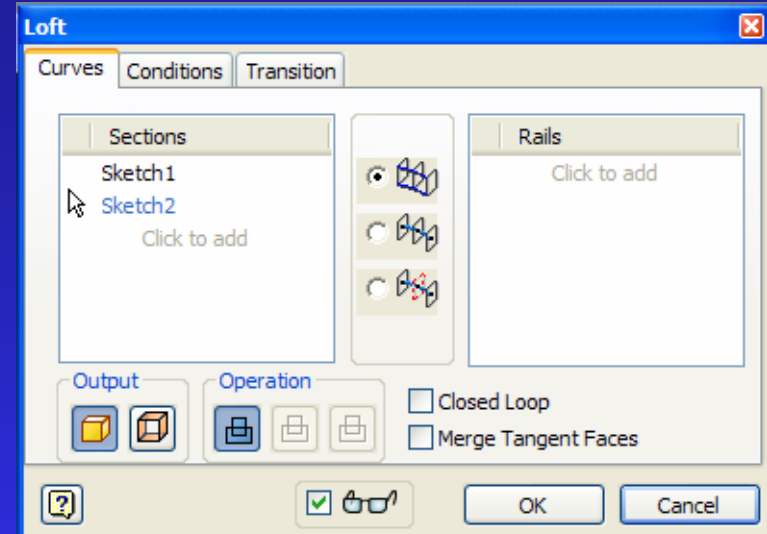 Loft
Curves Conditions Transition
Sections Rails
Sketch1 Click to add
Sketch2
Click to add
Output Operation
Closed Loop
Merge Tangent Faces
? OK Cancel